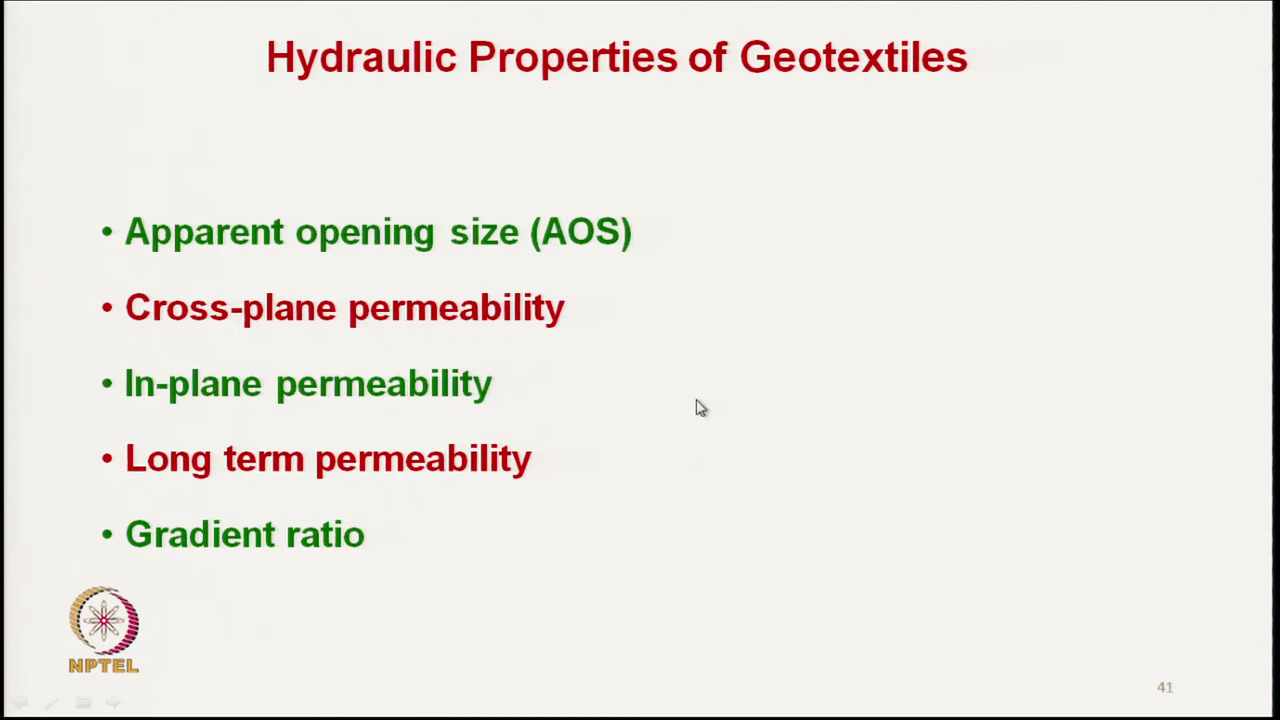 Hydraulic Properties of Geotextiles
• Apparent opening size (AOS)
• Cross-plane permeability
• In-plane permeability
• Long term permeability
• Gradient ratio
NPTEL
41